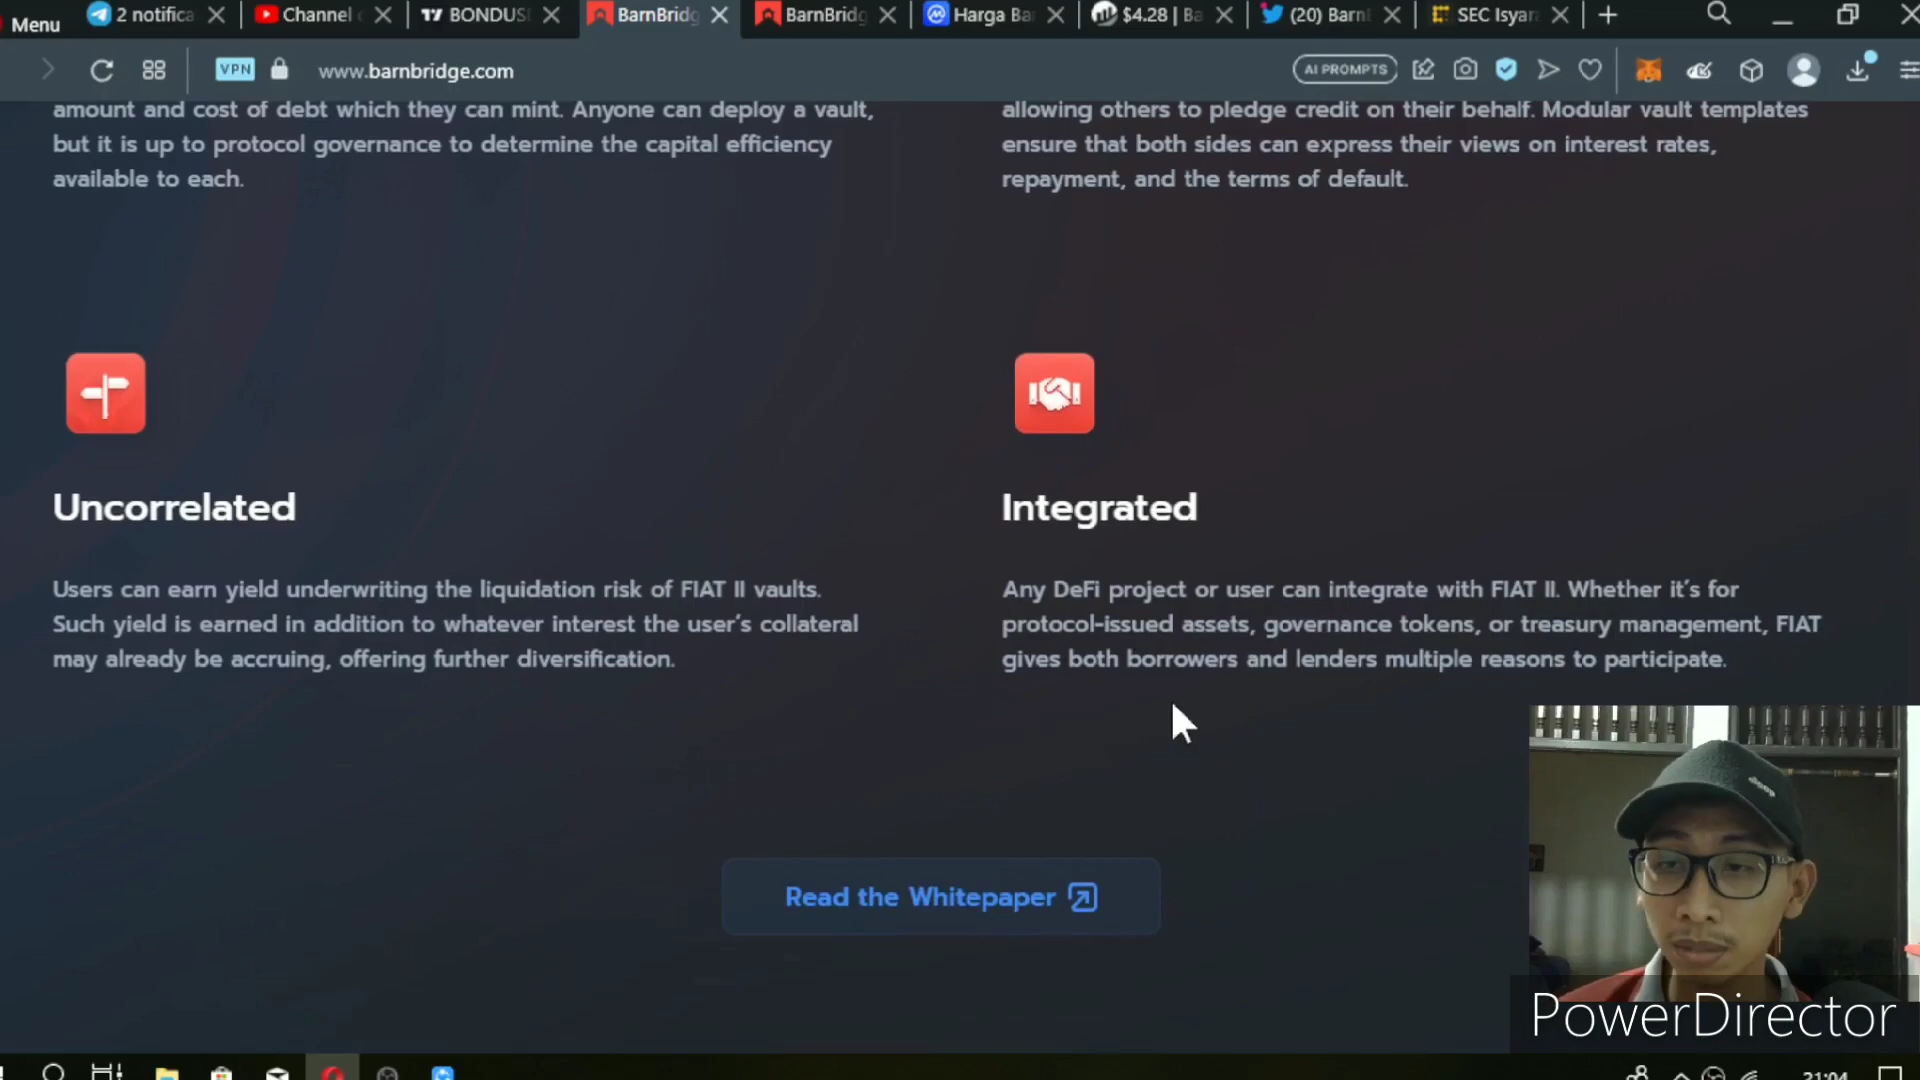 Menu
2 notifica
Channel
BONDUS
BarnBridg
BarnBridg
Harga Ba
$4.28 | Ba
(20) Barn
SEC Isyar
VPN
www.barnbridge.com
AI PROMPTS
amount and cost of debt which they can mint. Anyone can deploy a vault,
but it is up to protocol governance to determine the capital efficiency
available to each.
allowing others to pledge credit on their behalf. Modular vault templates
ensure that both sides can express their views on interest rates,
repayment, and the terms of default.
Uncorrelated
Users can earn yield underwriting the liquidation risk of FIAT II vaults.
Such yield is earned in addition to whatever interest the user's collateral
may already be accruing, offering further diversification.
Integrated
Any DeFi project or user can integrate with FIAT II. Whether it's for
protocol-issued assets, governance tokens, or treasury management, FIAT
gives both borrowers and lenders multiple reasons to participate.
Read the Whitepaper
PowerDirector
21:04